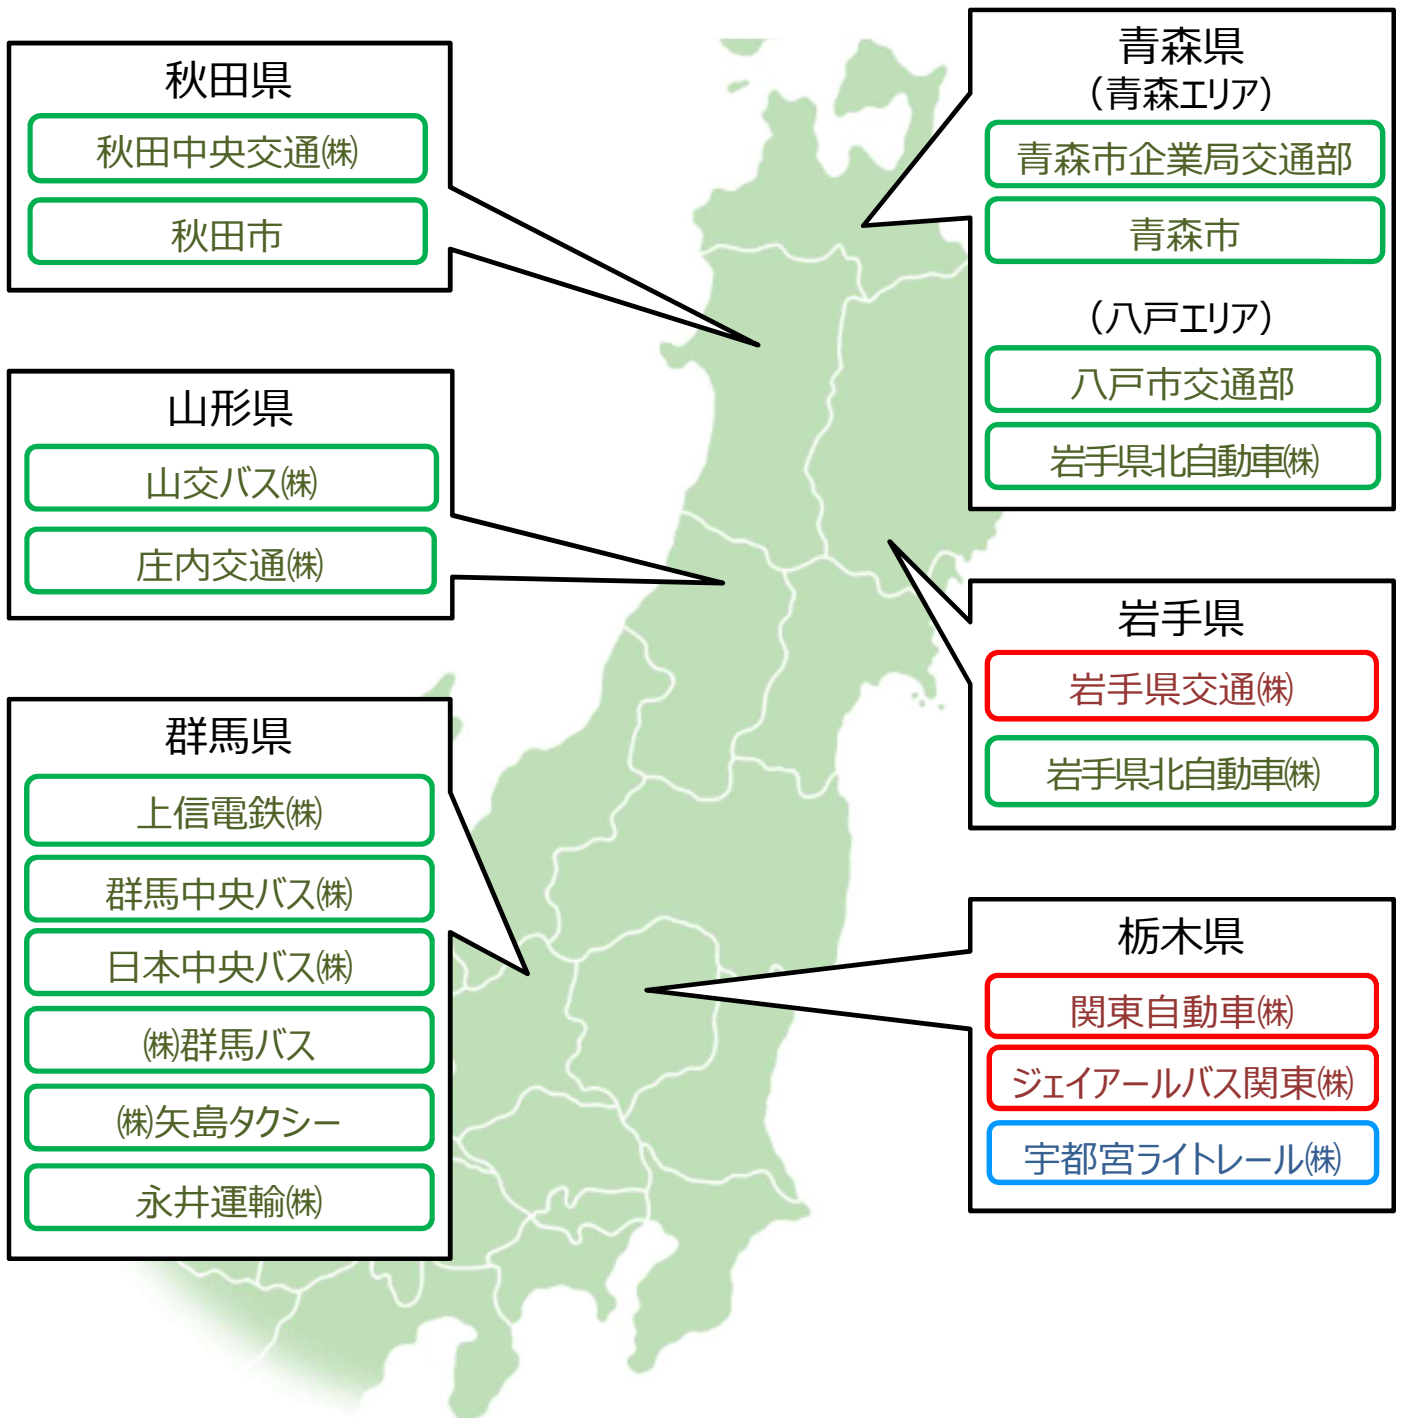 秋田県
秋田中央交通㈱
秋田市
山形県
山交バス㈱
庄内交通㈱
群馬県
上信電鉄㈱
群馬中央バス㈱
日本中央バス㈱
㈱群馬バス
㈱矢島タクシー
永井運輸㈱
青森県
（青森エリア）
青森市企業局交通部
青森市
（八戸エリア）
八戸市交通部
岩手県北自動車㈱
岩手県
岩手県交通㈱
岩手県北自動車㈱
栃木県
関東自動車㈱
ジェイアールバス関東㈱
宇都宮ライトレール㈱